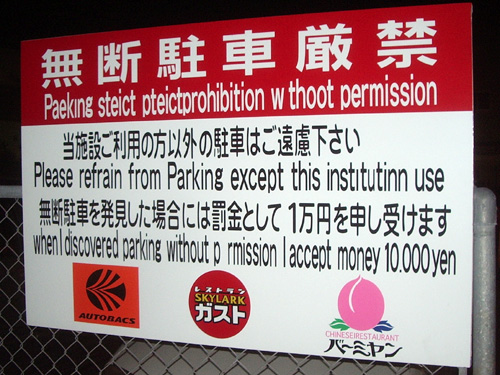 無断駐車厳禁
Paeking steict pteictprohibition w thoot permission
当施設ご利用の方以外の駐車はご遠慮下さい
Please refrain from Parking except this institutinn use
無断駐車を発見した場合には罰金として1万円を申し受けます
when I discovered parking without p rmission I accept money 10.000yen
AUTOBACS
レストラン
SKYLARK
ガスト
CHINESE RESTAURANT
バーミヤン